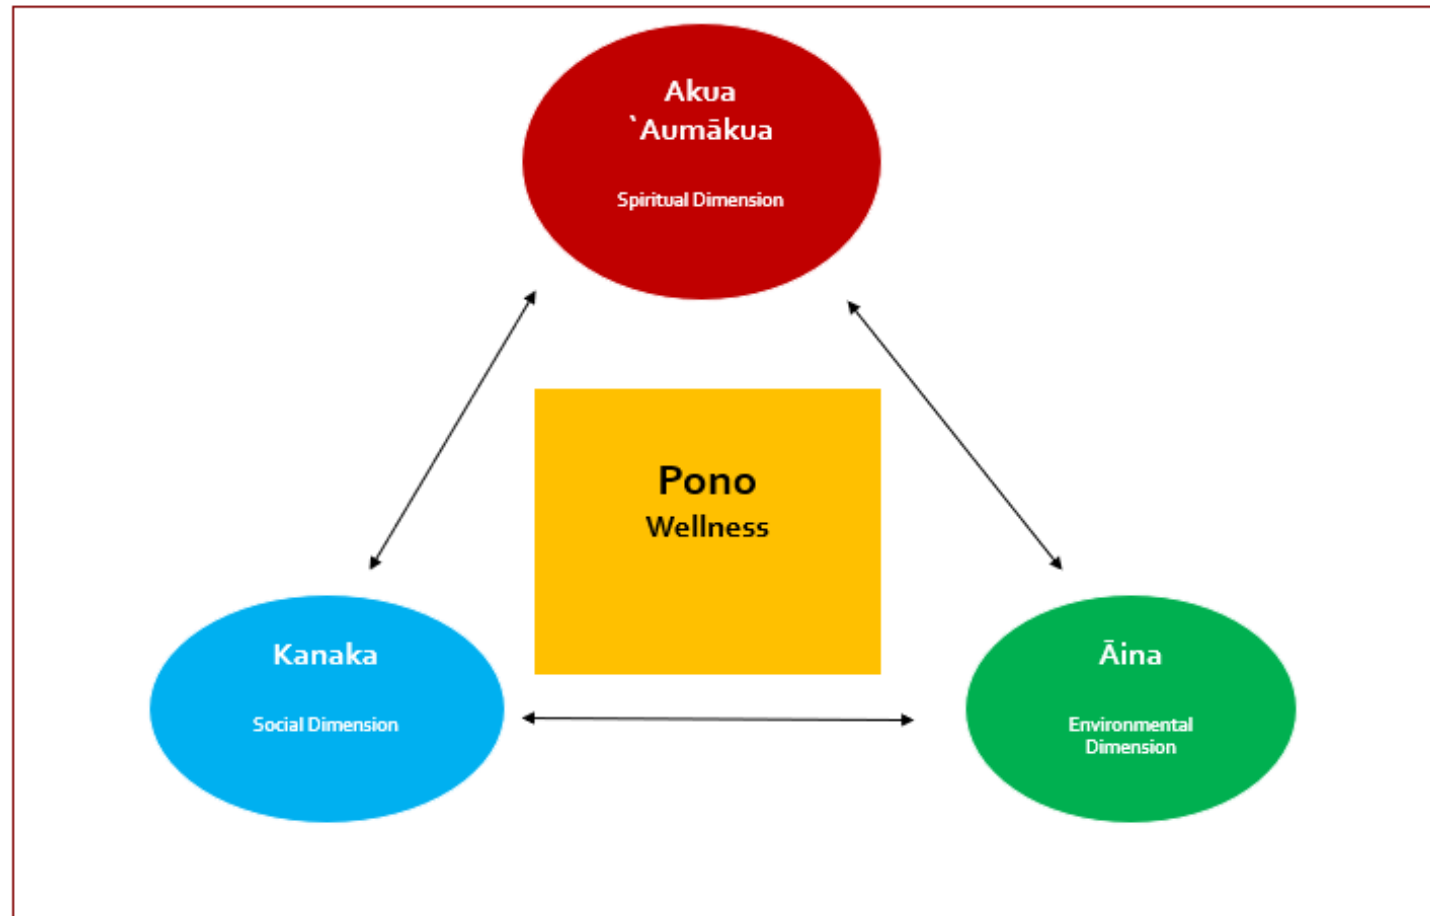 Akua
`Aumākua
Spiritual Dimension
Pono
Wellness
Kanaka
Social Dimension
Āina
Environmental
Dimension